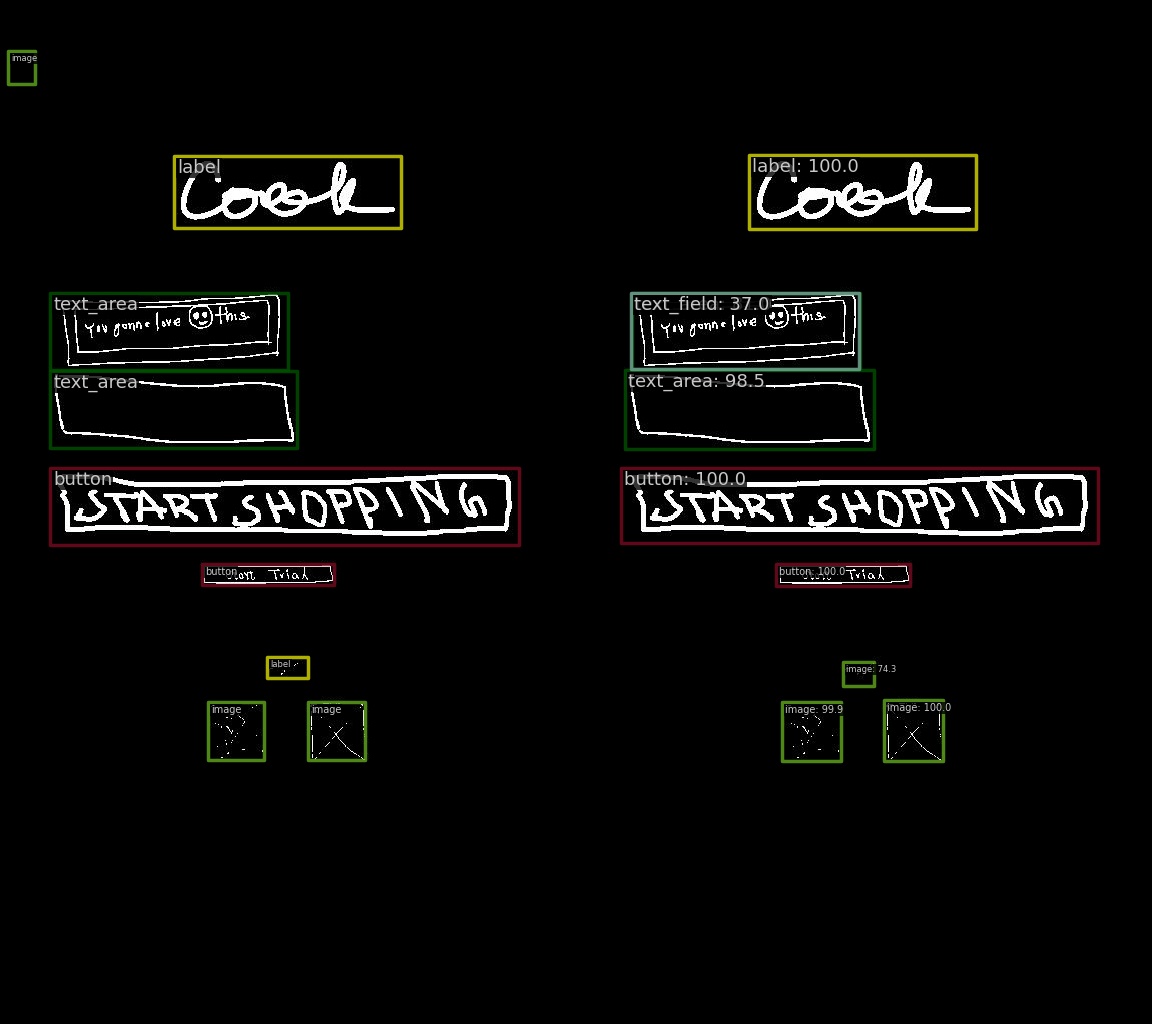 image
label
Cook
text_area
You gonne love this
text_area
button
START SHOPPING
button
Trial
label
image
image
label: 100.0
Cook
text_field: 37.0
You gonne love this
text_area: 98.5
button: 100.0
START SHOPPING
button: 100.0
Trial
image: 74.3
image: 99.9
image: 100.0